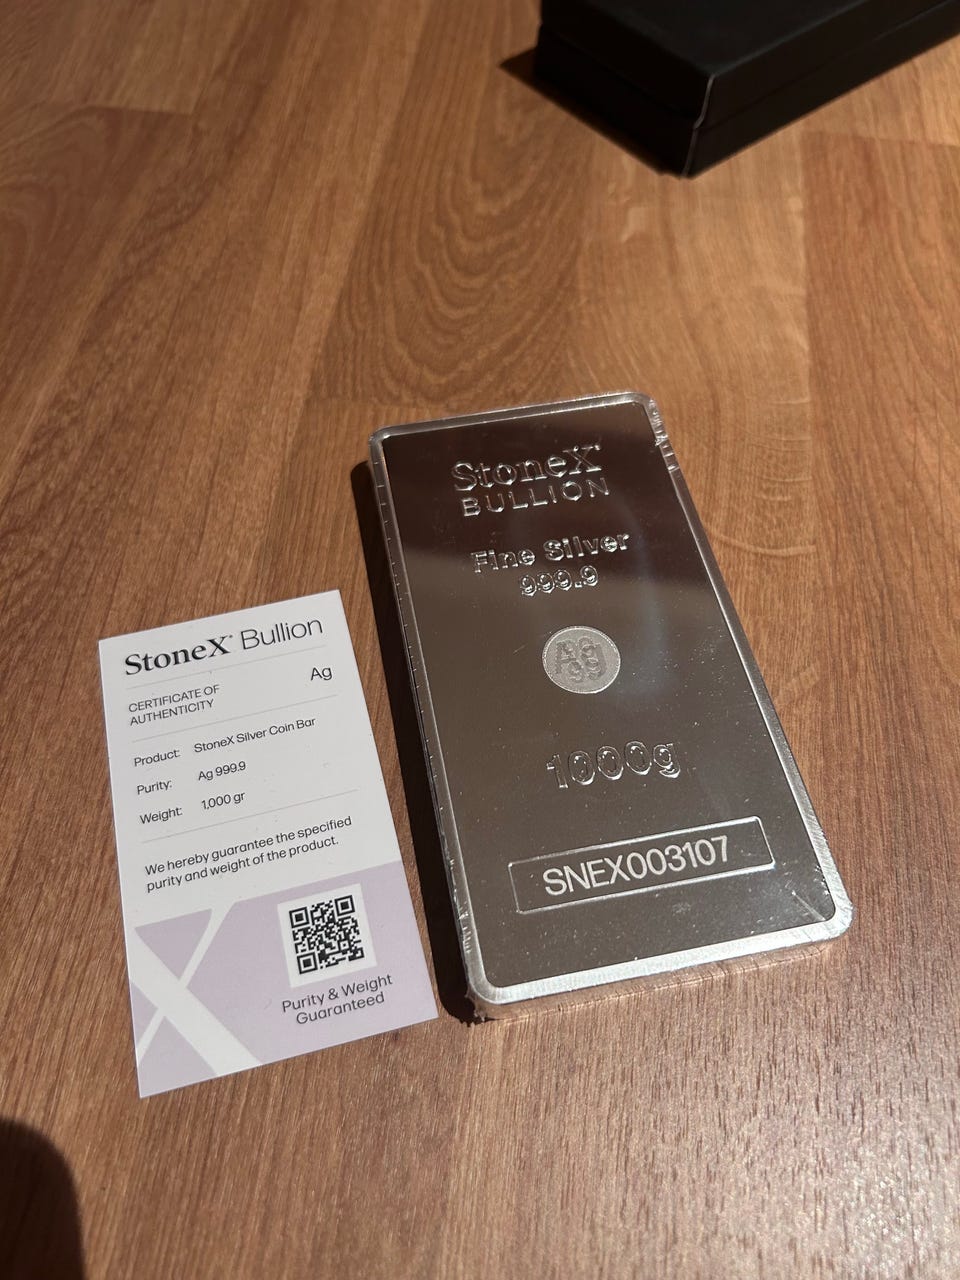 StoneX®
BULLION
Fine Silver
999.9
Ag
1000g
SNEX003107
StoneX® Bullion
Ag
CERTIFICATE OF
AUTHENTICITY
Product: StoneX Silver Coin Bar
Purity: Ag 999.9
Weight: 1,000 gr
We hereby guarantee the specified
purity and weight of the product.
Purity & Weight
Guaranteed